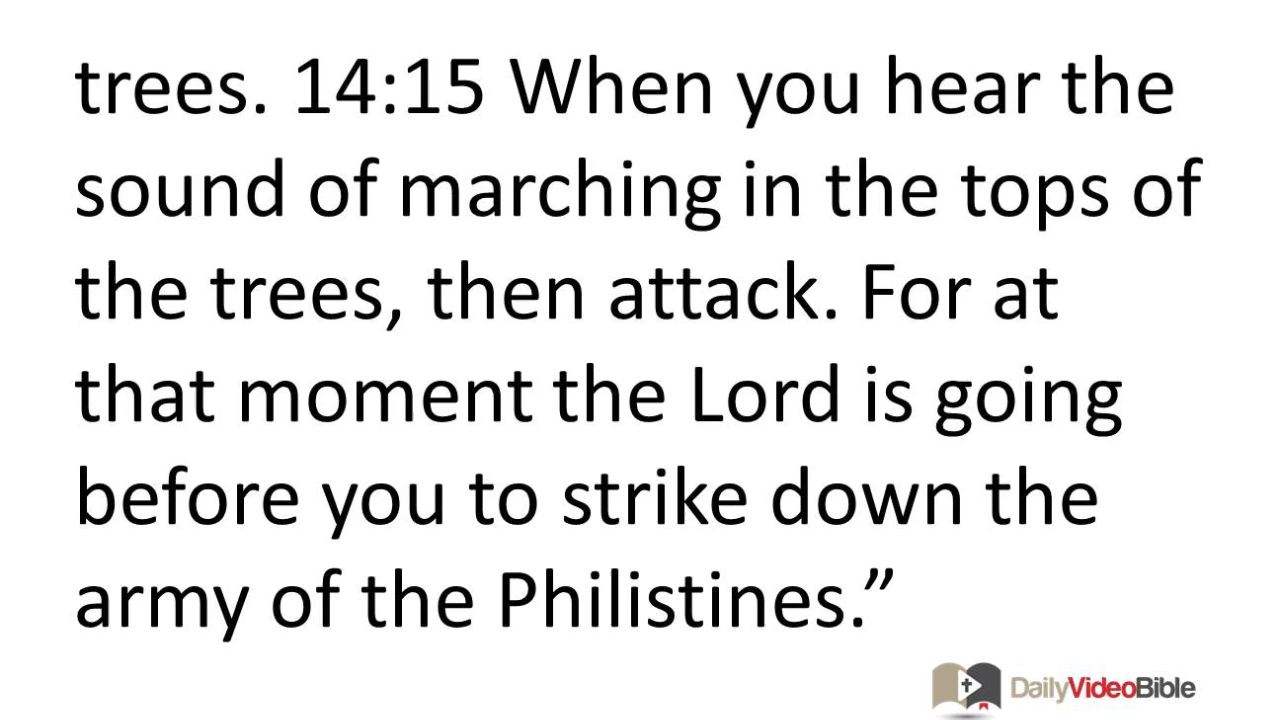 trees. 14:15 When you hear the
sound of marching in the tops of
the trees, then attack. For at
that moment the Lord is going
before you to strike down the
army of the Philistines.”
DailyVideoBible